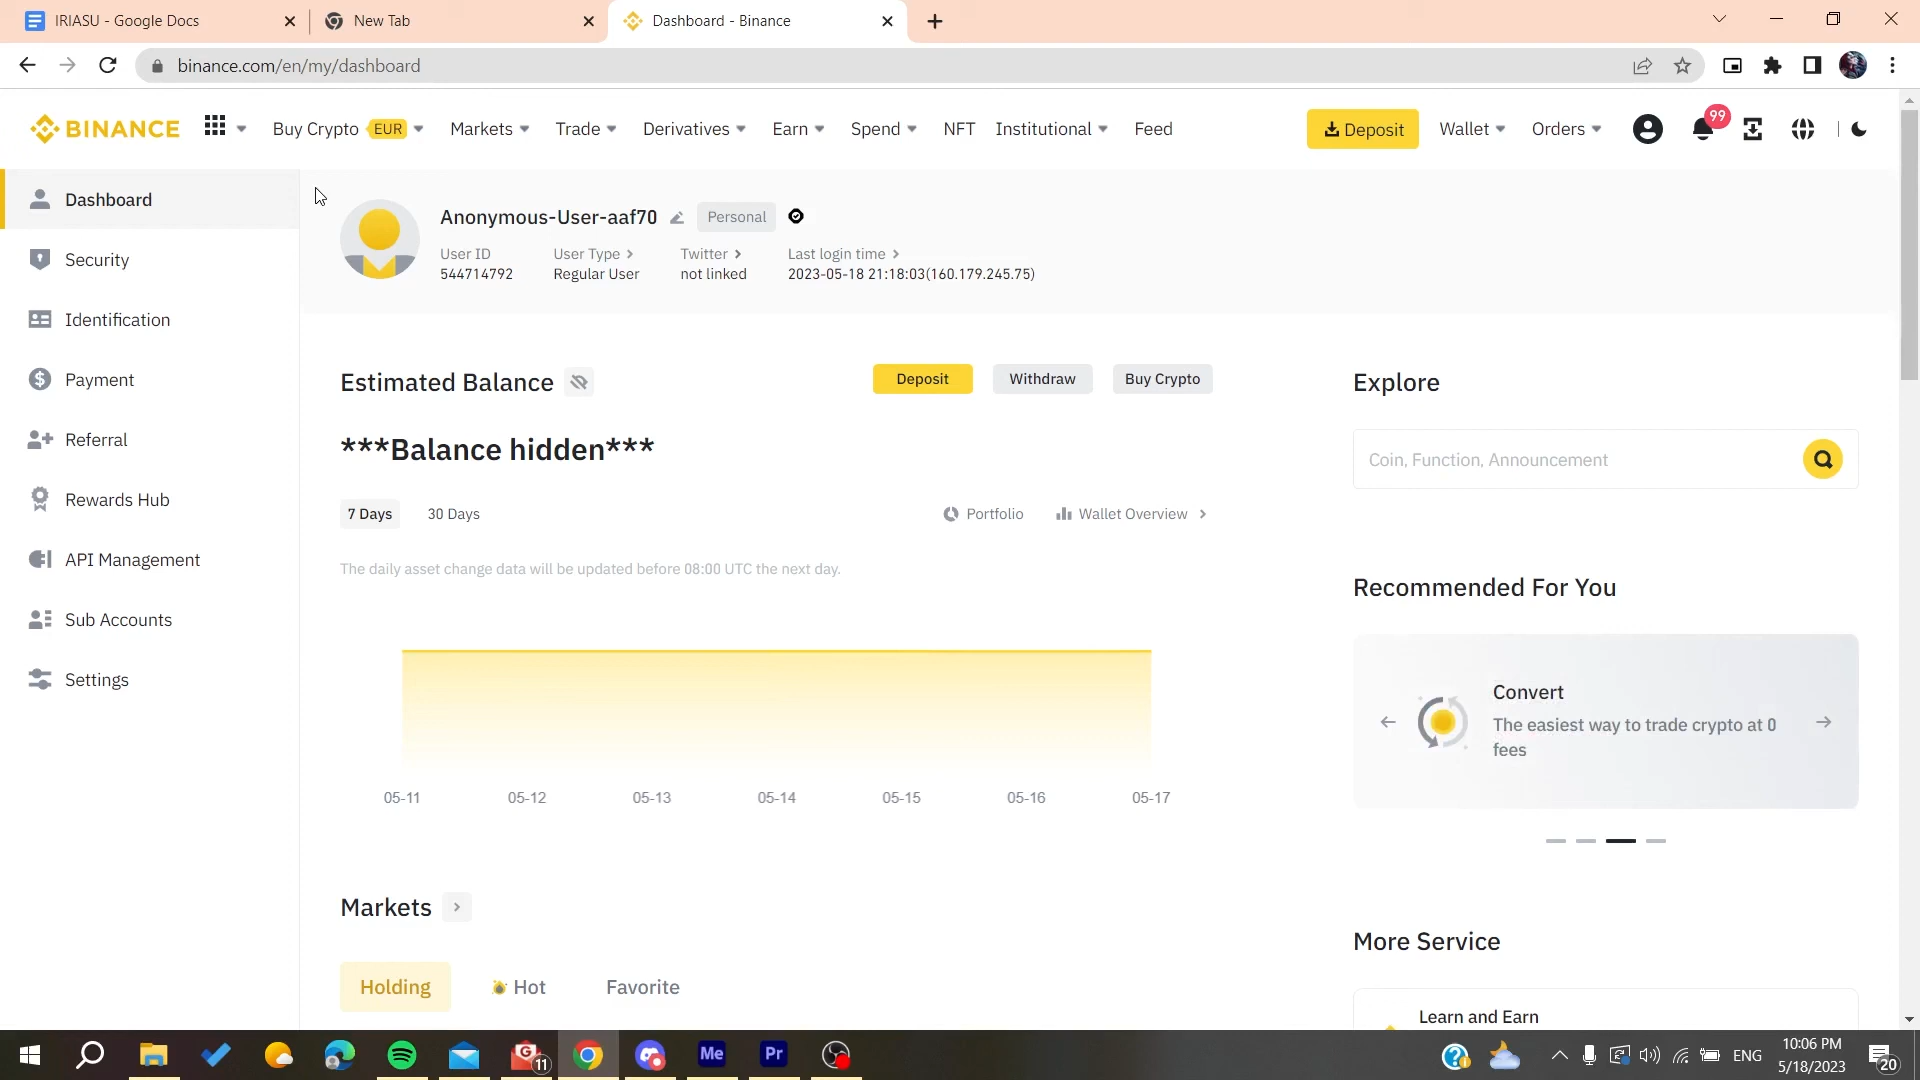 IRIASU - Google Docs
New Tab
Dashboard - Binance
binance.com/en/my/dashboard
BINANCE
Buy Crypto EUR
Markets
Trade
Derivatives
Earn
Spend
NFT
Institutional
Feed
Deposit
Wallet
Orders
99
Dashboard
Security
Identification
Payment
Referral
Rewards Hub
API Management
Sub Accounts
Settings
Anonymous-User-aaf70
Personal
User ID
544714792
User Type
Regular User
Twitter
not linked
Last login time
2023-05-18 21:18:03(160.179.245.75)
Estimated Balance
Deposit
Withdraw
Buy Crypto
***Balance hidden***
7 Days
30 Days
Portfolio
Wallet Overview
The daily asset change data will be updated before 08:00 UTC the next day.
05-11
05-12
05-13
05-14
05-15
05-16
05-17
Markets
Holding
Hot
Favorite
Explore
Coin, Function, Announcement
Recommended For You
Convert
The easiest way to trade crypto at 0
fees
More Service
Learn and Earn
G
11
Me
Pr
ENG
10:06 PM
5/18/2023
20